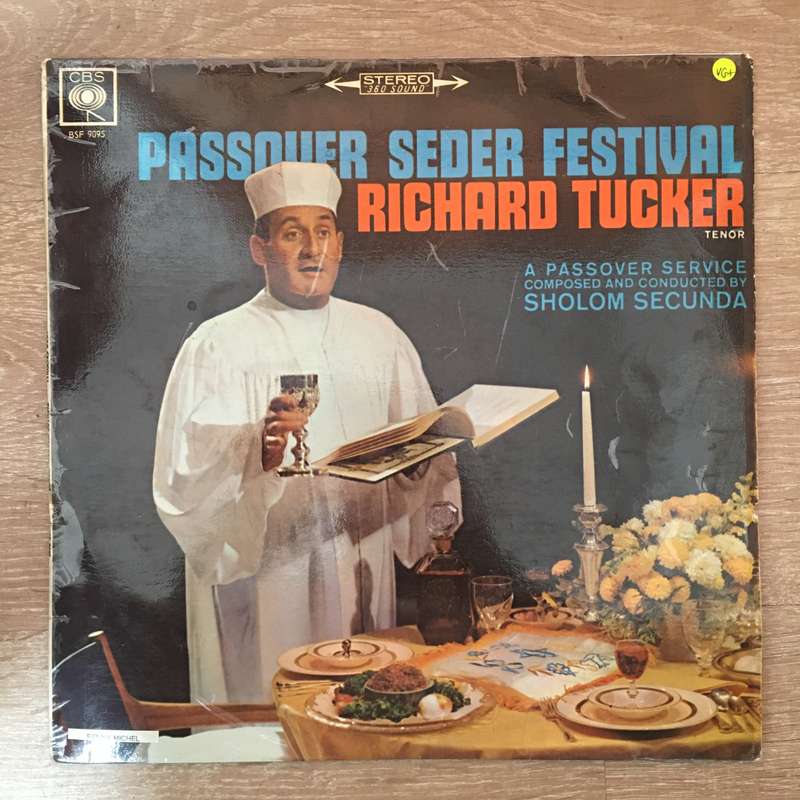 CBS
BSF 9095
STEREO
"360 SOUND"
VG+
PASSOVER SEDER FESTIVAL
RICHARD TUCKER
TENOR
A PASSOVER SERVICE
COMPOSED AND CONDUCTED BY
SHOLOM SECUNDA
MICHEL